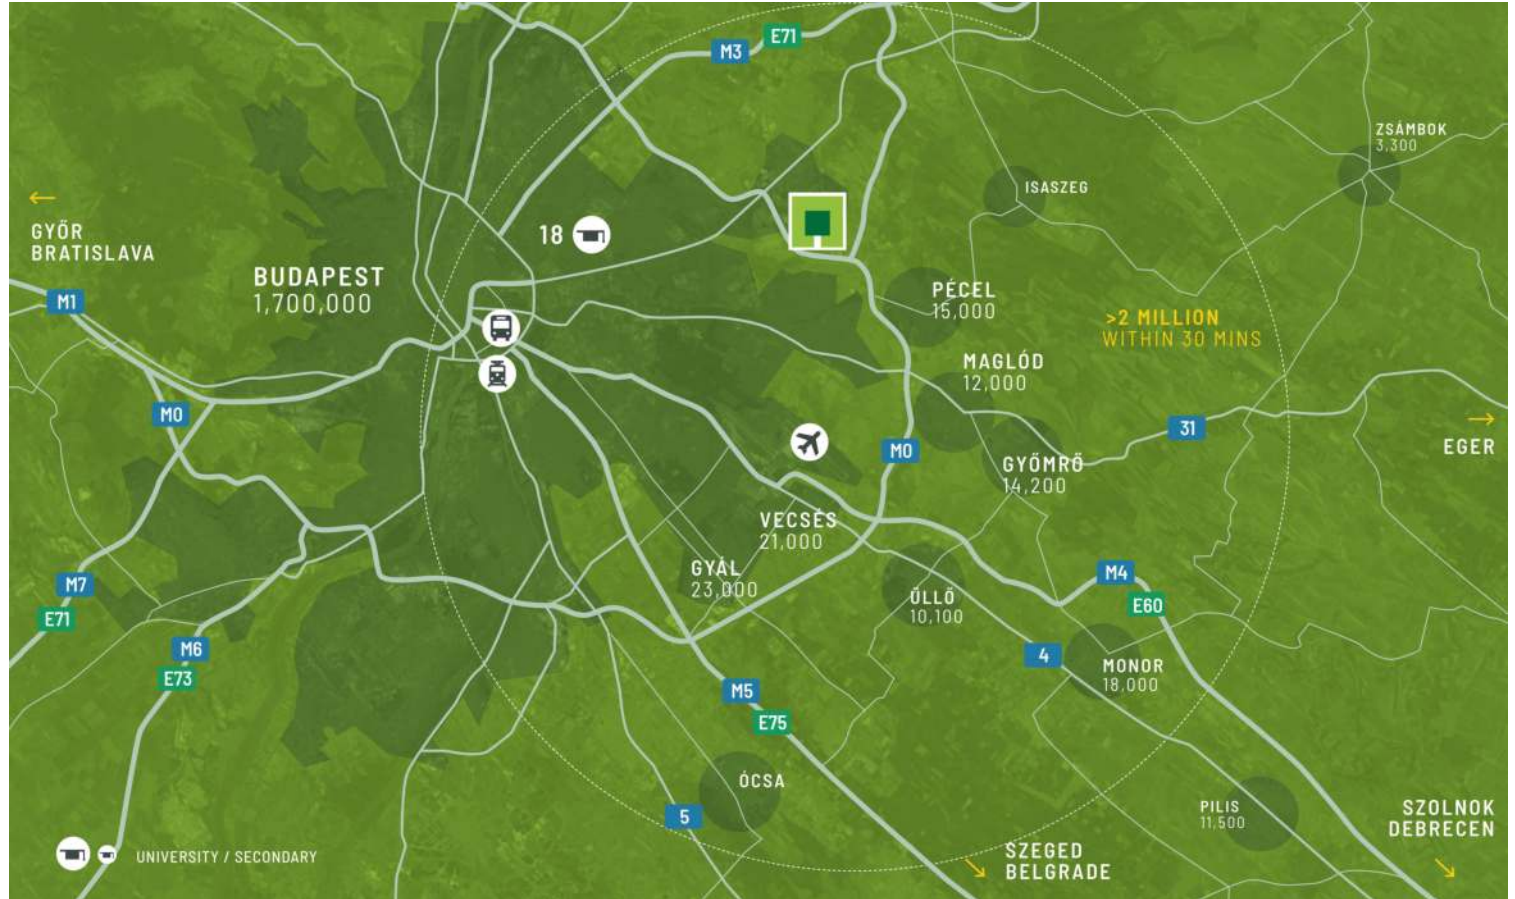 M3
E71
ZSÁMBOK
3,300
ISASZEG
GYŐR
BRATISLAVA
18
BUDAPEST
1,700,000
M1
PÉCEL
15,000
>2 MILLION
WITHIN 30 MINS
MAGLÓD
12,000
M0
31
EGER
M0
GYŐMRŐ
14,200
VECSÉS
21,000
GYÁL
23,000
M7
E71
ŰLLŐ
10,100
M4
E60
M6
E73
4
MONOR
18,000
M5
E75
ÓCSA
5
PILIS
11,500
SZOLNOK
DEBRECEN
UNIVERSITY / SECONDARY
SZEGED
BELGRADE